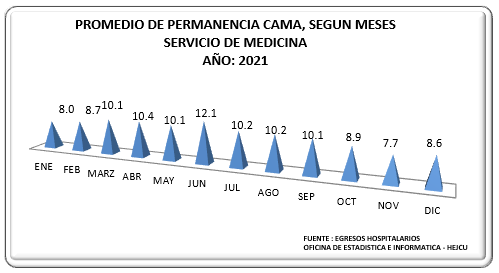 PROMEDIO DE PERMANENCIA CAMA, SEGUN MESES
SERVICIO DE MEDICINA
AÑO: 2021
8.0 8.7 10.1 10.4 10.1 12.1 10.2 10.2 10.1 8.9 7.7 8.6
ENE FEB MARZ ABR MAY JUN JUL AGO SEP OCT NOV DIC
FUENTE : EGRESOS HOSPITALARIOS
OFICINA DE ESTADISTICA E INFORMATICA - HEJCU